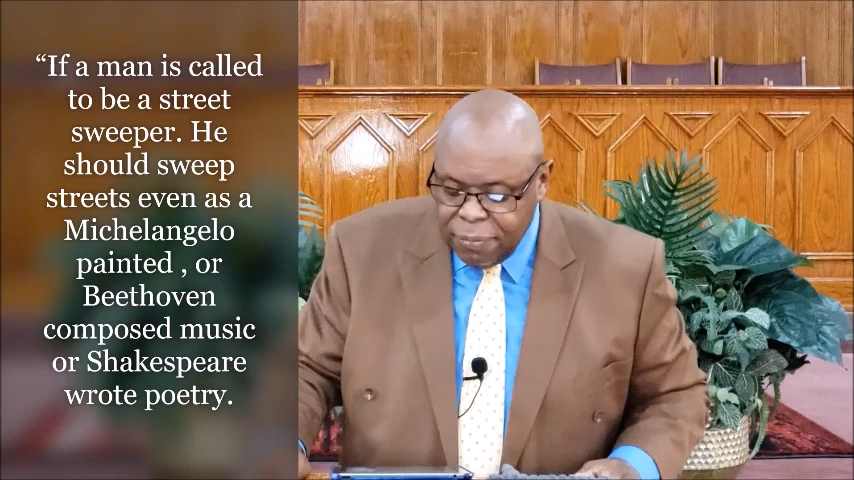 “If a man is called
to be a street
sweeper. He
should sweep
streets even as a
Michelangelo
painted , or
Beethoven
composed music
or Shakespeare
wrote poetry.